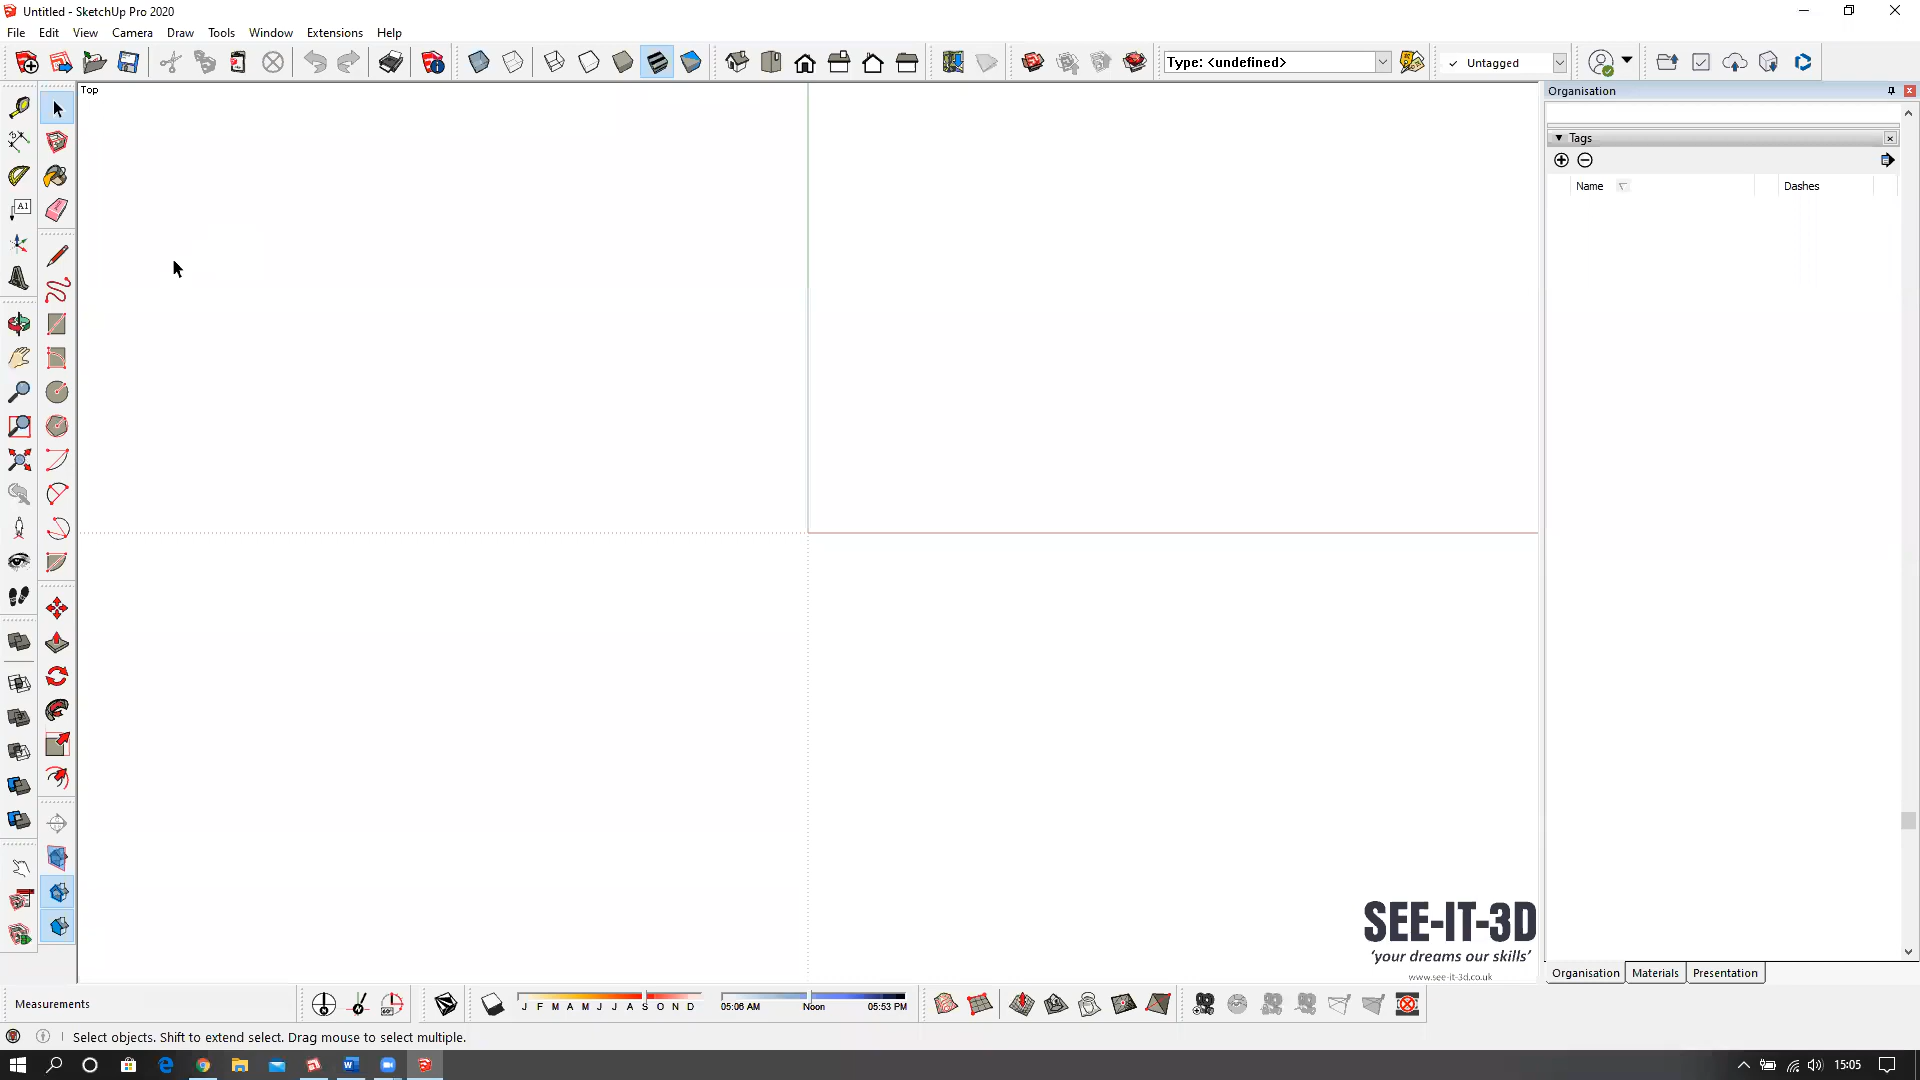 Untitled - SketchUp Pro 2020
File Edit View Camera Draw Tools Window Extensions Help
Type: <undefined>
Untagged
Top
Organisation
Tags
Name
Dashes
A1
SEE-IT-3D
'your dreams our skills'
www.see-it-3d.co.uk
Organisation Materials Presentation
Measurements
J F M A M J J A S O N D
05:06 AM Noon 05:53 PM
Select objects. Shift to extend select. Drag mouse to select multiple.
15:05